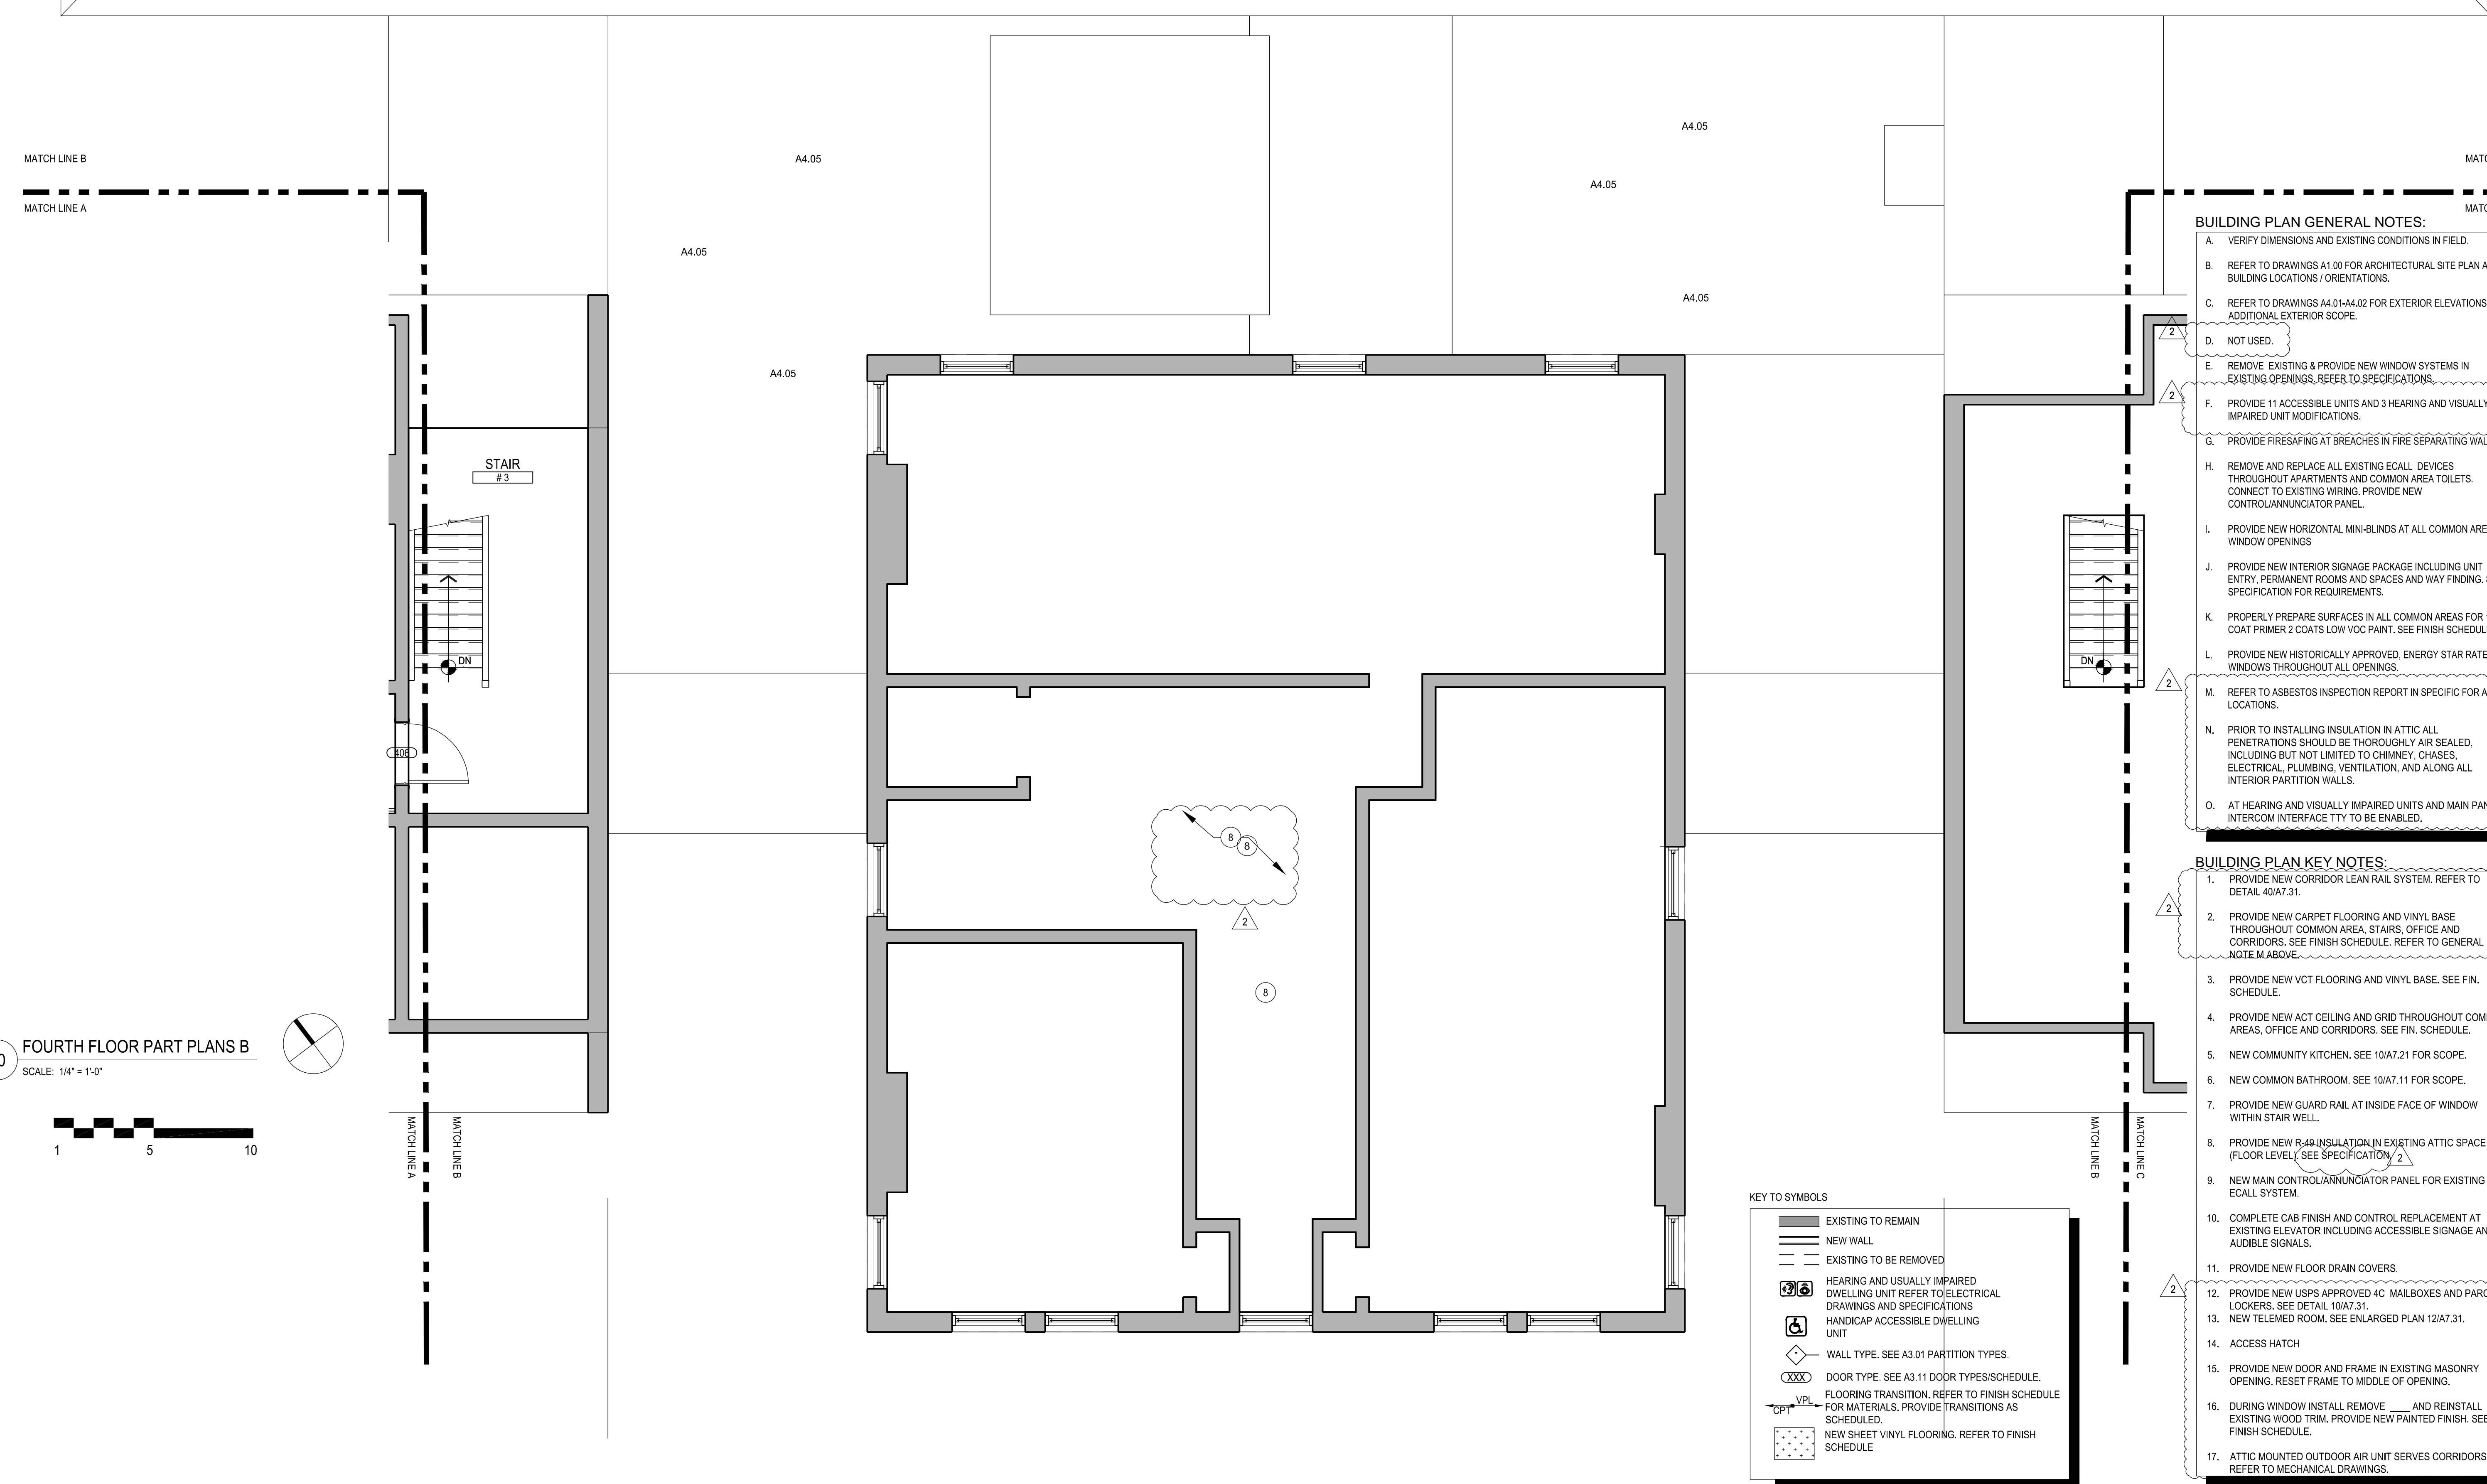 MATCH LINE B
MATCH LINE A
A4.05
A4.05
A4.05
A4.05
A4.05
A4.05
STAIR
# 3
DN
406
8
8
2
8
DN
FOURTH FLOOR PART PLANS B
SCALE: 1/4" = 1'-0"
1 5 10
MATCH LINE A
MATCH LINE B
MATCH LINE B
MATCH LINE C
KEY TO SYMBOLS
EXISTING TO REMAIN
NEW WALL
EXISTING TO BE REMOVED
HEARING AND USUALLY IMPAIRED
DWELLING UNIT REFER TO ELECTRICAL
DRAWINGS AND SPECIFICATIONS
HANDICAP ACCESSIBLE DWELLING
UNIT
WALL TYPE. SEE A3.01 PARTITION TYPES.
XXX DOOR TYPE. SEE A3.11 DOOR TYPES/SCHEDULE.
VPL
CPT
FLOORING TRANSITION. REFER TO FINISH SCHEDULE
FOR MATERIALS. PROVIDE TRANSITIONS AS
SCHEDULED.
NEW SHEET VINYL FLOORING. REFER TO FINISH
SCHEDULE
BUILDING PLAN GENERAL NOTES:
A. VERIFY DIMENSIONS AND EXISTING CONDITIONS IN FIELD.
B. REFER TO DRAWINGS A1.00 FOR ARCHITECTURAL SITE PLAN
BUILDING LOCATIONS / ORIENTATIONS.
C. REFER TO DRAWINGS A4.01-A4.02 FOR EXTERIOR ELEVATIONS
ADDITIONAL EXTERIOR SCOPE.
2
D. NOT USED.
E. REMOVE EXISTING & PROVIDE NEW WINDOW SYSTEMS IN
EXISTING OPENINGS. REFER TO SPECIFICATIONS.
2
F. PROVIDE 11 ACCESSIBLE UNITS AND 3 HEARING AND VISUALLY
IMPAIRED UNIT MODIFICATIONS.
G. PROVIDE FIRESAFING AT BREACHES IN FIRE SEPARATING
H. REMOVE AND REPLACE ALL EXISTING ECALL DEVICES
THROUGHOUT APARTMENTS AND COMMON AREA TOILETS.
CONNECT TO EXISTING WIRING. PROVIDE NEW
CONTROL/ANNUNCIATOR PANEL.
I. PROVIDE NEW HORIZONTAL MINI-BLINDS AT ALL COMMON
WINDOW OPENINGS
J. PROVIDE NEW INTERIOR SIGNAGE PACKAGE INCLUDING UNIT
ENTRY, PERMANENT ROOMS AND SPACES AND WAY FINDING.
SPECIFICATION FOR REQUIREMENTS.
K. PROPERLY PREPARE SURFACES IN ALL COMMON AREAS FOR
COAT PRIMER 2 COATS LOW VOC PAINT. SEE FINISH
L. PROVIDE NEW HISTORICALLY APPROVED, ENERGY STAR
WINDOWS THROUGHOUT ALL OPENINGS.
2
M. REFER TO ASBESTOS INSPECTION REPORT IN SPECIFIC FOR
LOCATIONS.
N. PRIOR TO INSTALLING INSULATION IN ATTIC ALL
PENETRATIONS SHOULD BE THOROUGHLY AIR SEALED,
INCLUDING BUT NOT LIMITED TO CHIMNEY, CHASES,
ELECTRICAL, PLUMBING, VENTILATION, AND ALONG ALL
INTERIOR PARTITION WALLS.
O. AT HEARING AND VISUALLY IMPAIRED UNITS AND MAIN
INTERCOM INTERFACE TTY TO BE ENABLED.
BUILDING PLAN KEY NOTES:
1. PROVIDE NEW CORRIDOR LEAN RAIL SYSTEM. REFER TO
DETAIL 40/A7.31.
2
2. PROVIDE NEW CARPET FLOORING AND VINYL BASE
THROUGHOUT COMMON AREA, STAIRS, OFFICE AND
CORRIDORS. SEE FINISH SCHEDULE. REFER TO GENERAL
NOTE M ABOVE.
3. PROVIDE NEW VCT FLOORING AND VINYL BASE. SEE FIN.
SCHEDULE.
4. PROVIDE NEW ACT CEILING AND GRID THROUGHOUT
AREAS, OFFICE AND CORRIDORS. SEE FIN. SCHEDULE.
5. NEW COMMUNITY KITCHEN. SEE 10/A7.21 FOR SCOPE.
6. NEW COMMON BATHROOM. SEE 10/A7.11 FOR SCOPE.
7. PROVIDE NEW GUARD RAIL AT INSIDE FACE OF WINDOW
WITHIN STAIR WELL.
8. PROVIDE NEW R-49 INSULATION IN EXISTING ATTIC SPACE
(FLOOR LEVEL). SEE SPECIFICATION
2
9. NEW MAIN CONTROL/ANNUNCIATOR PANEL FOR EXISTING
ECALL SYSTEM.
10. COMPLETE CAB FINISH AND CONTROL REPLACEMENT AT
EXISTING ELEVATOR INCLUDING ACCESSIBLE SIGNAGE
AUDIBLE SIGNALS.
11. PROVIDE NEW FLOOR DRAIN COVERS.
2
12. PROVIDE NEW USPS APPROVED 4C MAILBOXES AND
LOCKERS. SEE DETAIL 10/A7.31.
13. NEW TELEMED ROOM. SEE ENLARGED PLAN 12/A7.31.
14. ACCESS HATCH
15. PROVIDE NEW DOOR AND FRAME IN EXISTING MASONRY
OPENING. RESET FRAME TO MIDDLE OF OPENING.
16. DURING WINDOW INSTALL REMOVE ____ AND REINSTALL
EXISTING WOOD TRIM. PROVIDE NEW PAINTED FINISH. SEE
FINISH SCHEDULE.
17. ATTIC MOUNTED OUTDOOR AIR UNIT SERVES CORRIDORS
REFER TO MECHANICAL DRAWINGS.